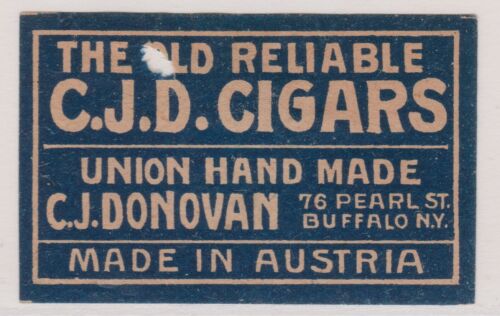 THE OLD RELIABLE
C.J.D. CIGARS
UNION HAND MADE
C.J.DONOVAN 76 PEARL ST.
BUFFALO N.Y.
MADE IN AUSTRIA